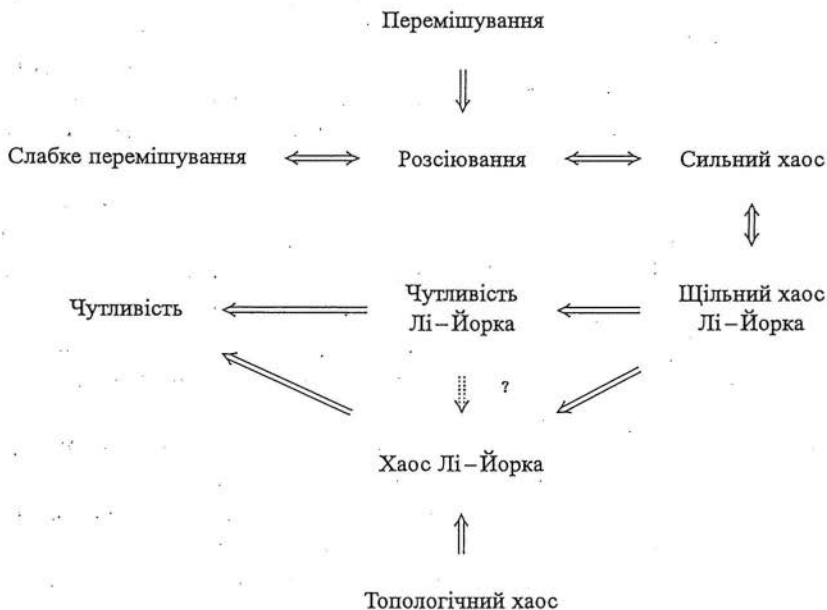 Перемішування
Слабке перемішування Розсіювання Сильний хаос
Чутливість Чутливість Щільний хаос
Лі–Йорка Лі–Йорка
?
Хаос Лі–Йорка
Топологічний хаос